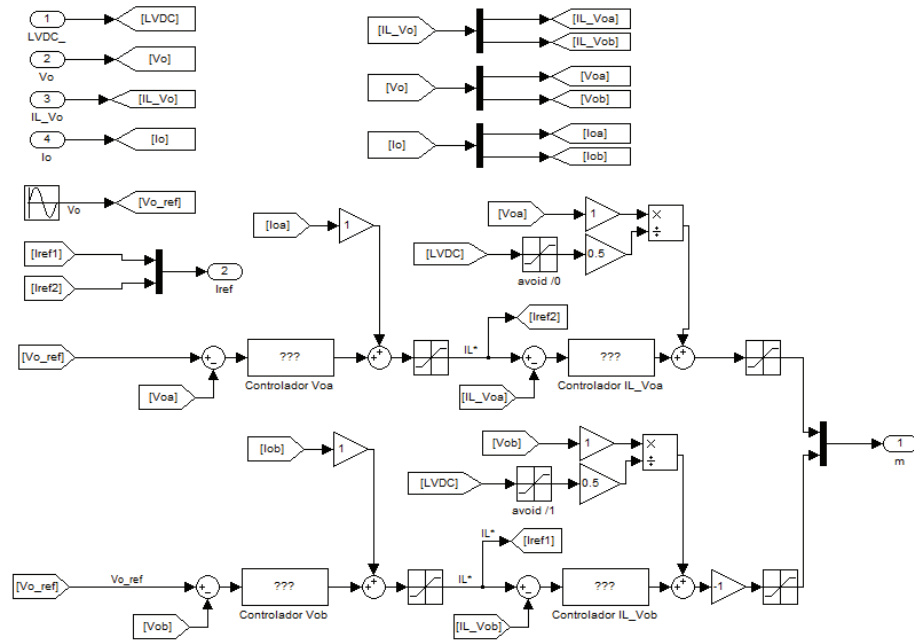 1
[LVDC]
LVDC_
2
[Vo]
Vo
3
[IL_Vo]
IL_Vo
4
[Io]
Io
[IL_Vo]
[IL_Voa]
[IL_Vob]
[Vo]
[Voa]
[Vob]
[Io]
[Ioa]
[Iob]
Vo
[Vo_ref]
[Iref1]
[Iref2]
2
Iref
[Ioa]
1
[Voa]
1
×
÷
[LVDC]
0.5
avoid /0
[Iref2]
[Vo_ref]
+
-
???
Controlador Voa
+
+
IL*
+
-
???
Controlador IL_Voa
+
+
[Voa]
[IL_Voa]
[Iob]
1
[Vob]
1
×
÷
[LVDC]
0.5
avoid /1
1
m
IL*
[Iref1]
[Vo_ref]
Vo_ref
+
-
???
Controlador Vob
+
+
IL*
+
-
???
Controlador IL_Vob
+
+
-1
[Vob]
[IL_Vob]